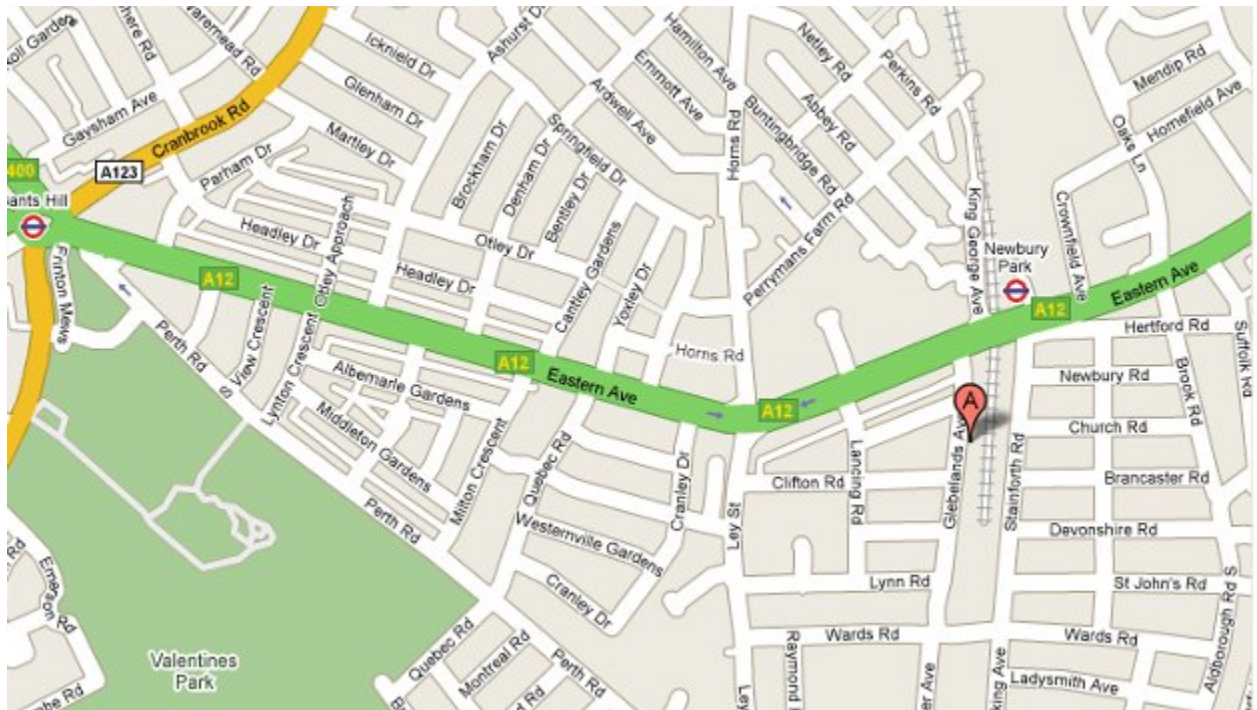 Icknield Dr
Ashurst Dr
Hamilton Ave
Netley Rd
Perkins Rd
Mendip Rd
Glenham Dr
Emmott Ave
Ardwell Ave
Gaysham Ave
Cranbrook Rd
Martley Dr
Brockham Dr
Springfield Dr
Horns Rd
Buntingbridge Rd
Abbey Rd
Oaks Ln
Homefield Ave
A123
Parham Dr
Denham Dr
Bentley Dr
400
Headley Dr
Otley Approach
Otley Dr
Cantley Gardens
Perrymans Farm Rd
King George Ave
Crownfield Ave
Newbury
Park
Frinton Mews
A12
Headley Dr
Yoxley Dr
A12
Eastern Ave
Perth Rd
View Crescent
Lynton Crescent
Horns Rd
Hertford Rd
Suffolk Rd
A12
Albemarle Gardens
Eastern Ave
Newbury Rd
Brook Rd
S
A12
A
Middleton Gardens
Milton Crescent
Quebec Rd
Cranley Dr
Lancing Rd
Glebelands Ave
Church Rd
Clifton Rd
Stainforth Rd
Brancaster Rd
Perth Rd
Westernville Gardens
Ley St
Devonshire Rd
Emerson Rd
Cranley Dr
Lynn Rd
St John's Rd
Aldborough Rd S
Quebec Rd
Montreal Rd
Perth Rd
Wards Rd
Wards Rd
Valentines
Park
Raymond
Ladysmith Ave
Rd
Ley